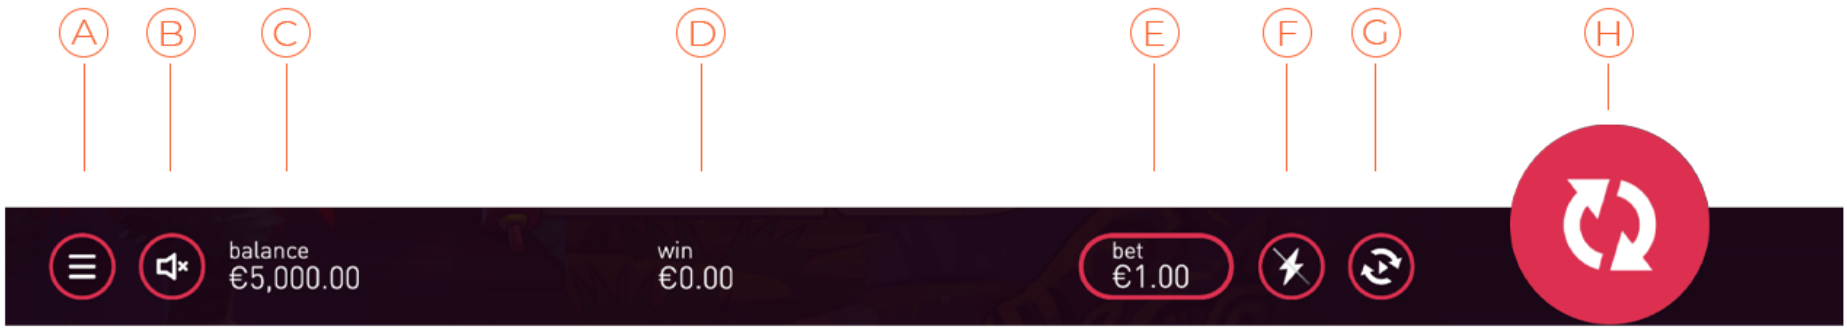 A B C D E F G H
balance
€5,000.00
win
€0.00
bet
€1.00